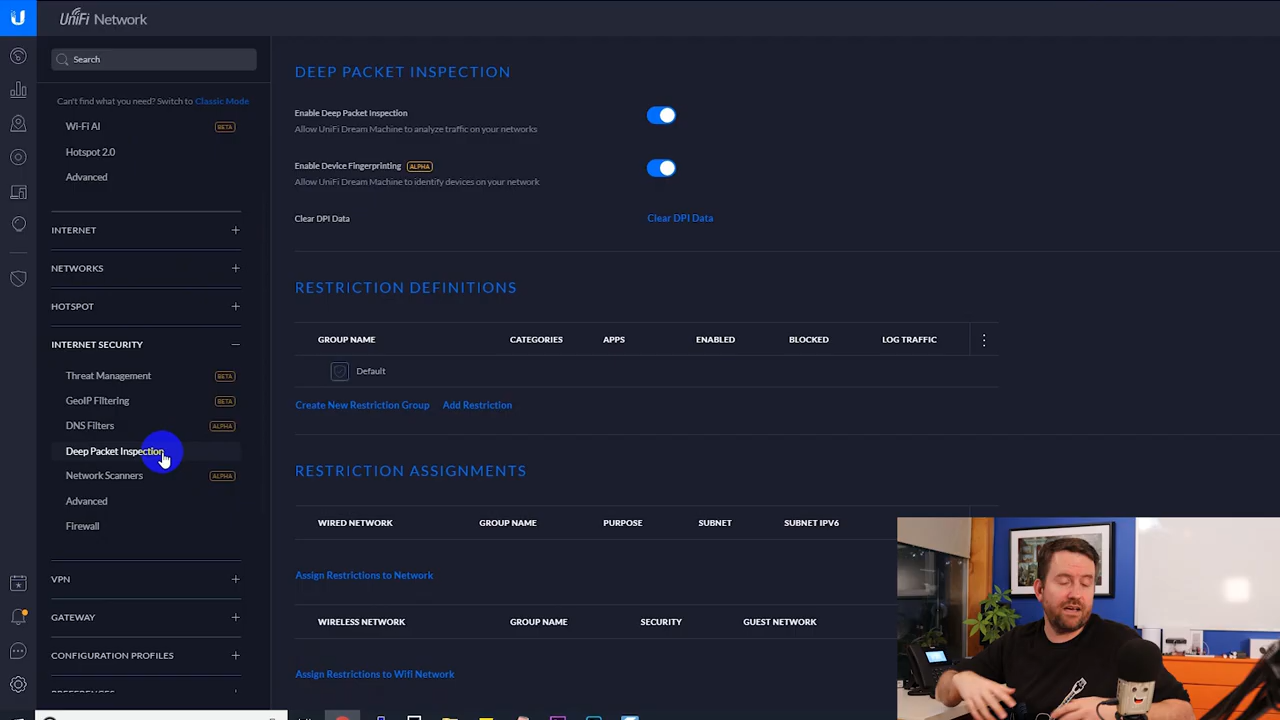 UniFi Network
Search
Can't find what you need? Switch to Classic Mode
Wi-Fi AI BETA
Hotspot 2.0
Advanced
INTERNET
NETWORKS
HOTSPOT
INTERNET SECURITY
Threat Management BETA
GeoIP Filtering BETA
DNS Filters ALPHA
Deep Packet Inspection
Network Scanners ALPHA
Advanced
Firewall
VPN
GATEWAY
CONFIGURATION PROFILES
DEEP PACKET INSPECTION
Enable Deep Packet Inspection
Allow UniFi Dream Machine to analyze traffic on your networks
Enable Device Fingerprinting ALPHA
Allow UniFi Dream Machine to identify devices on your network
Clear DPI Data Clear DPI Data
RESTRICTION DEFINITIONS
GROUP NAME CATEGORIES APPS ENABLED BLOCKED LOG TRAFFIC
Default
Create New Restriction Group Add Restriction
RESTRICTION ASSIGNMENTS
WIRED NETWORK GROUP NAME PURPOSE SUBNET SUBNET IPV6
Assign Restrictions to Network
WIRELESS NETWORK GROUP NAME SECURITY GUEST NETWORK
Assign Restrictions to Wifi Network